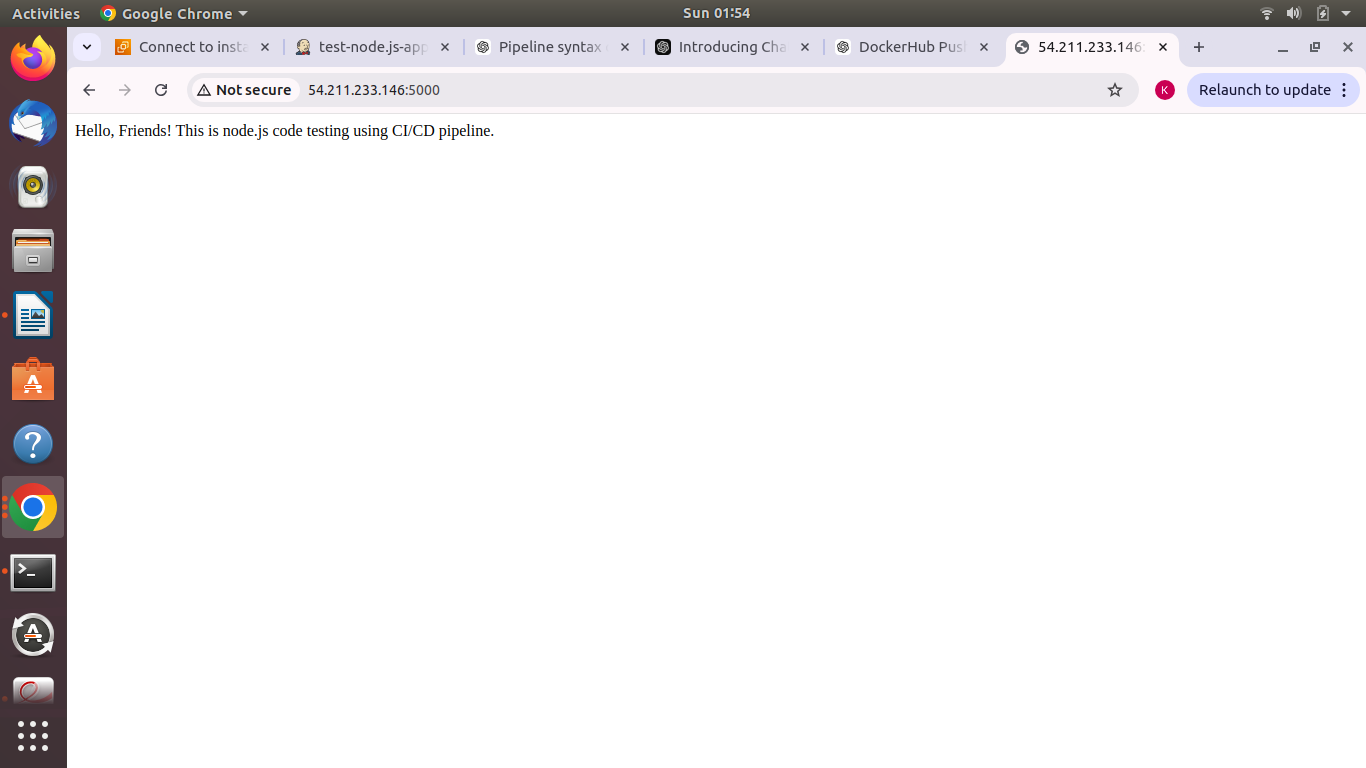 Activities
Google Chrome
Sun 01:54
Connect to insta
test-node.js-app
Pipeline syntax
Introducing Cha
DockerHub Pus
54.211.233.146:
Not secure
54.211.233.146:5000
K
Relaunch to update
Hello, Friends! This is node.js code testing using CI/CD pipeline.